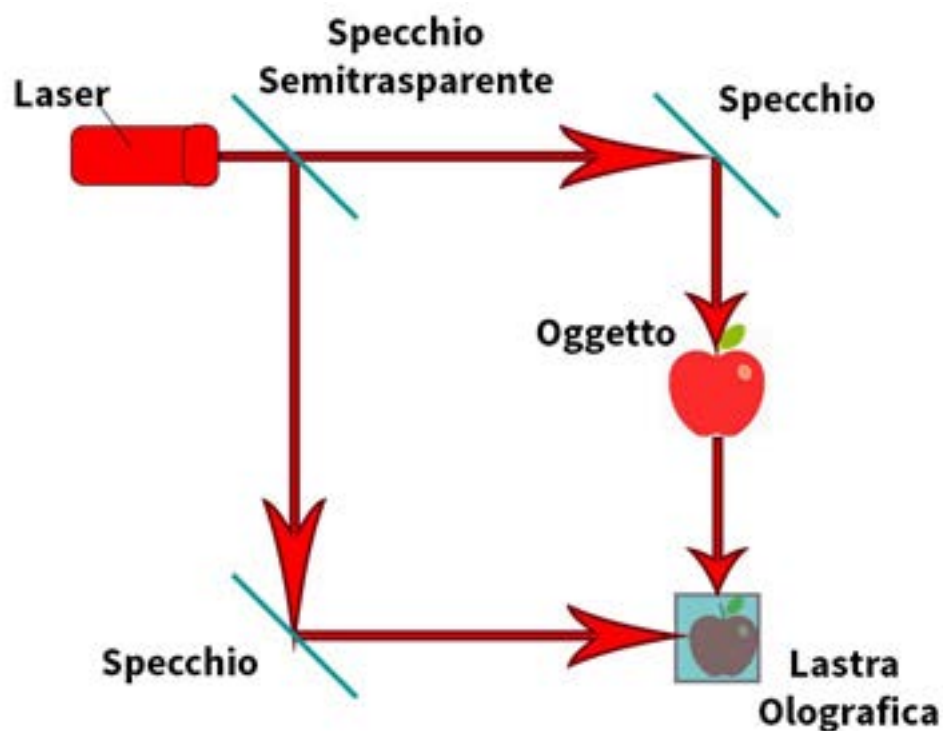 Specchio
Semitrasparente
Laser
Specchio
Oggetto
Specchio
Lastra
Olografica